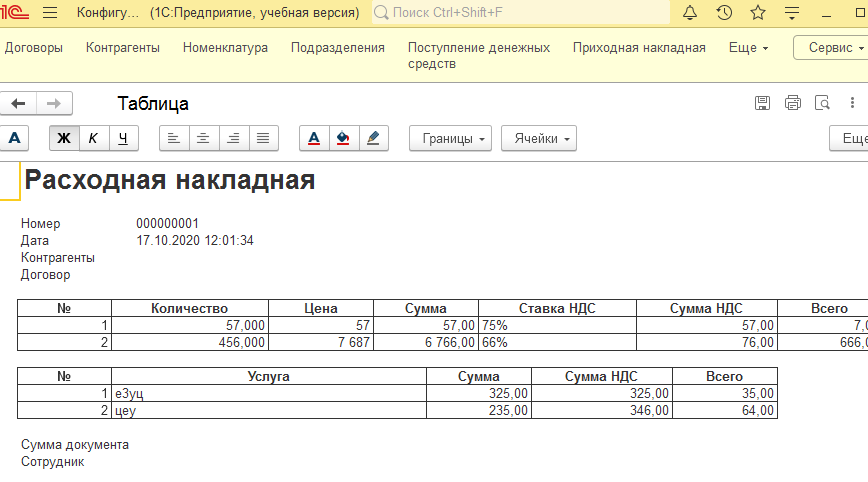 1С Конфигу... (1С:Предприятие, учебная версия) Поиск Ctrl+Shift+F
Договоры Контрагенты Номенклатура Подразделения Поступление денежных средств Приходная накладная Еще Сервис
Таблица
А Ж К Ч А Границы Ячейки Еще
Расходная накладная
Номер 000000001
Дата 17.10.2020 12:01:34
Контрагенты
Договор
№ Количество Цена Сумма Ставка НДС Сумма НДС Всего
1 57,000 57 57,00 75% 57,00 7,0
2 456,000 7 687 6 766,00 66% 76,00 666,0
№ Услуга Сумма Сумма НДС Всего
1 е3уц 325,00 325,00 35,00
2 цеу 235,00 346,00 64,00
Сумма документа
Сотрудник